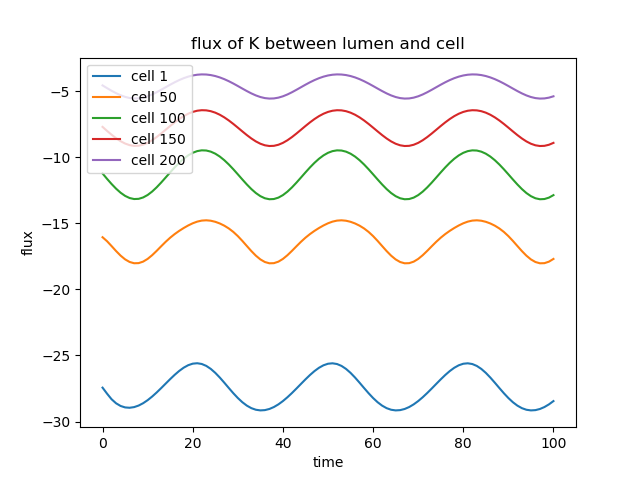 flux of K between lumen and cell
cell 1
cell 50
cell 100
cell 150
cell 200
flux
−5
−10
−15
−20
−25
−30
0 20 40 60 80 100
time